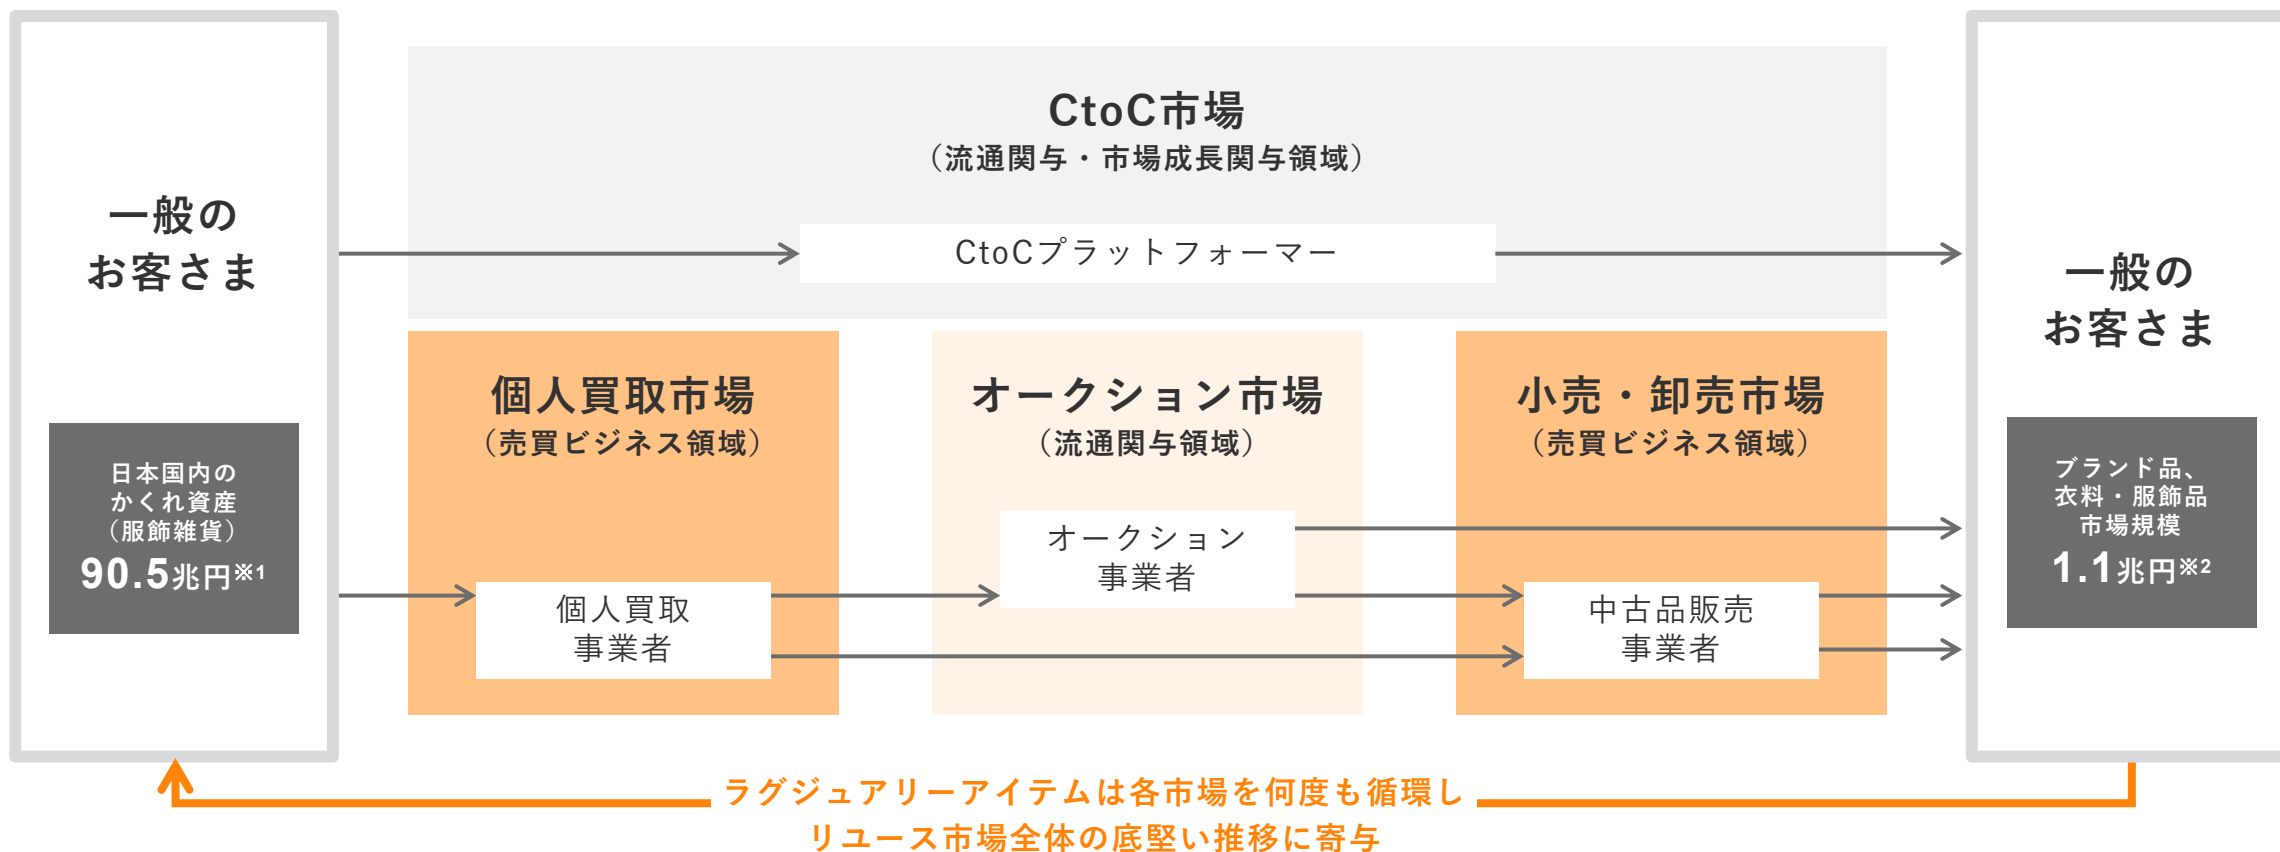 一般の
お客さま
日本国内の
かくれ資産
（服飾雑貨）
90.5兆円※1
CtoC市場
（流通関与・市場成長関与領域）
CtoCプラットフォーマー
個人買取市場
（売買ビジネス領域）
個人買取
事業者
オークション市場
（流通関与領域）
オークション
事業者
小売・卸売市場
（売買ビジネス領域）
中古品販売
事業者
一般の
お客さま
ブランド品、
衣料・服飾品
市場規模
1.1兆円※2
ラグジュアリーアイテムは各市場を何度も循環し
リユース市場全体の底堅い推移に寄与